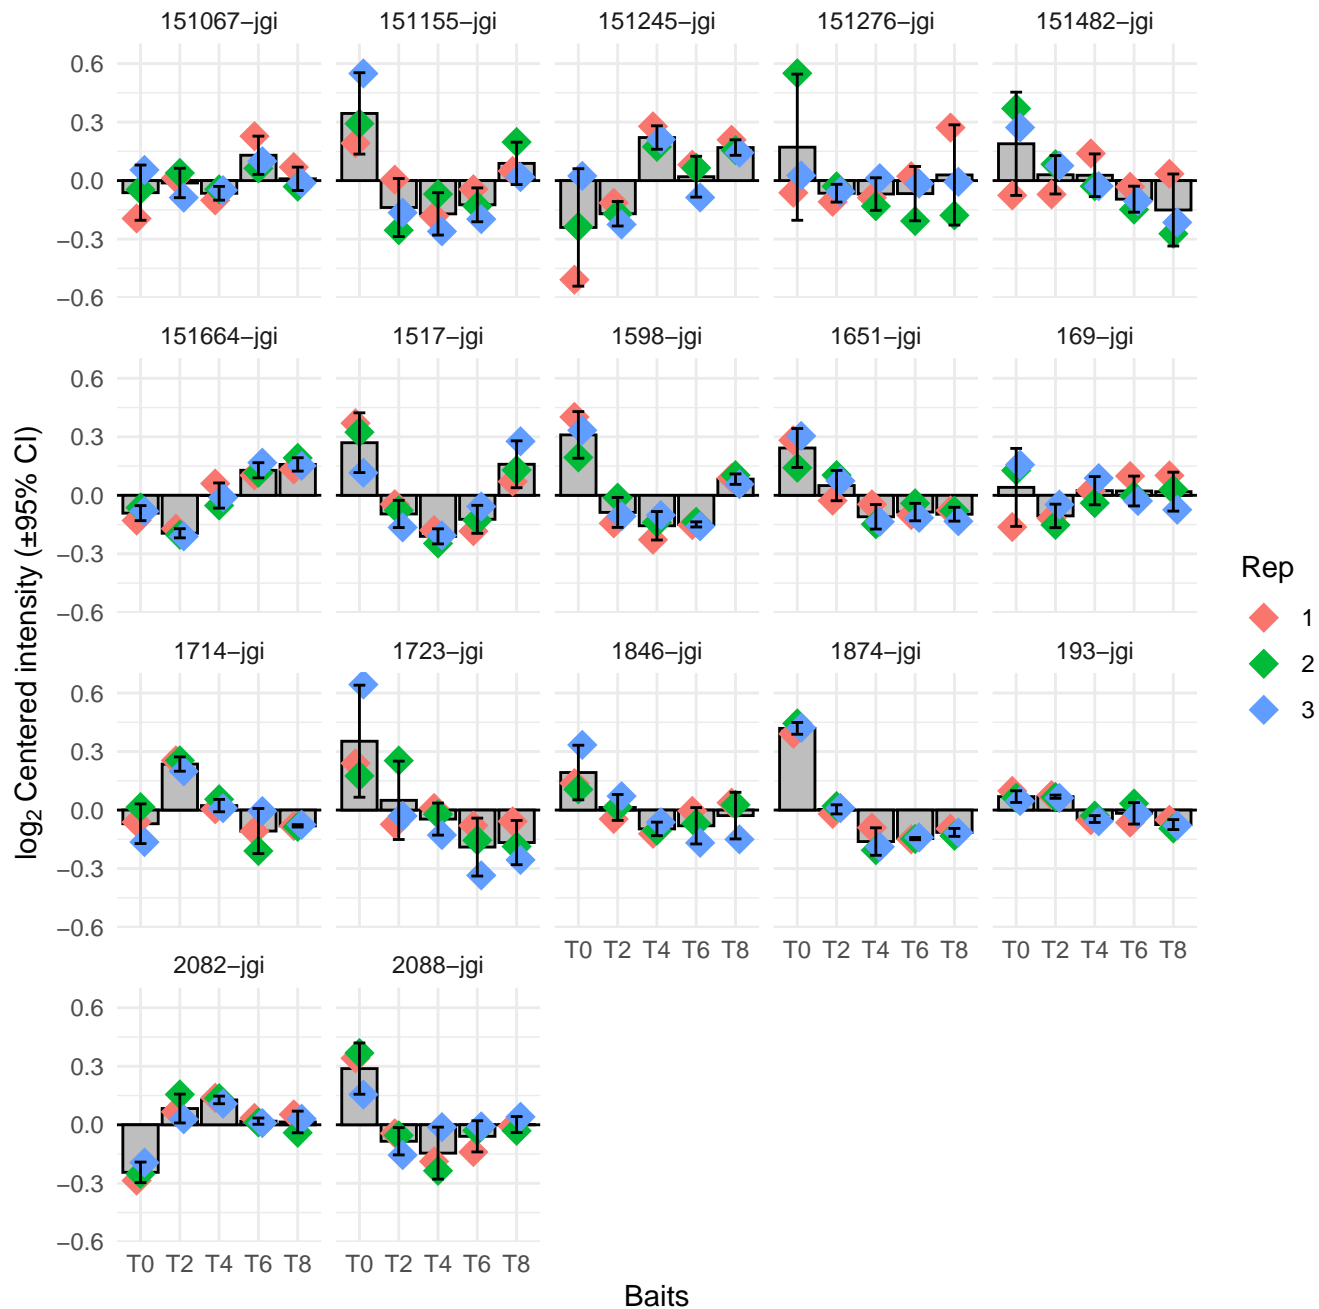 151067−jgi 151155−jgi 151245−jgi 151276−jgi 151482−jgi
0.6
0.3
0.0
−0.3
−0.6
151664−jgi 1517−jgi 1598−jgi 1651−jgi 169−jgi
0.6
0.3
0.0
−0.3
−0.6
1714−jgi 1723−jgi 1846−jgi 1874−jgi 193−jgi
0.6
0.3
0.0
−0.3
−0.6
T0 T2 T4 T6 T8 T0 T2 T4 T6 T8 T0 T2 T4 T6 T8
2082−jgi 2088−jgi
0.6
0.3
0.0
−0.3
−0.6
T0 T2 T4 T6 T8 T0 T2 T4 T6 T8
Baits
log₂ Centered intensity (±95% CI)
Rep
1
2
3